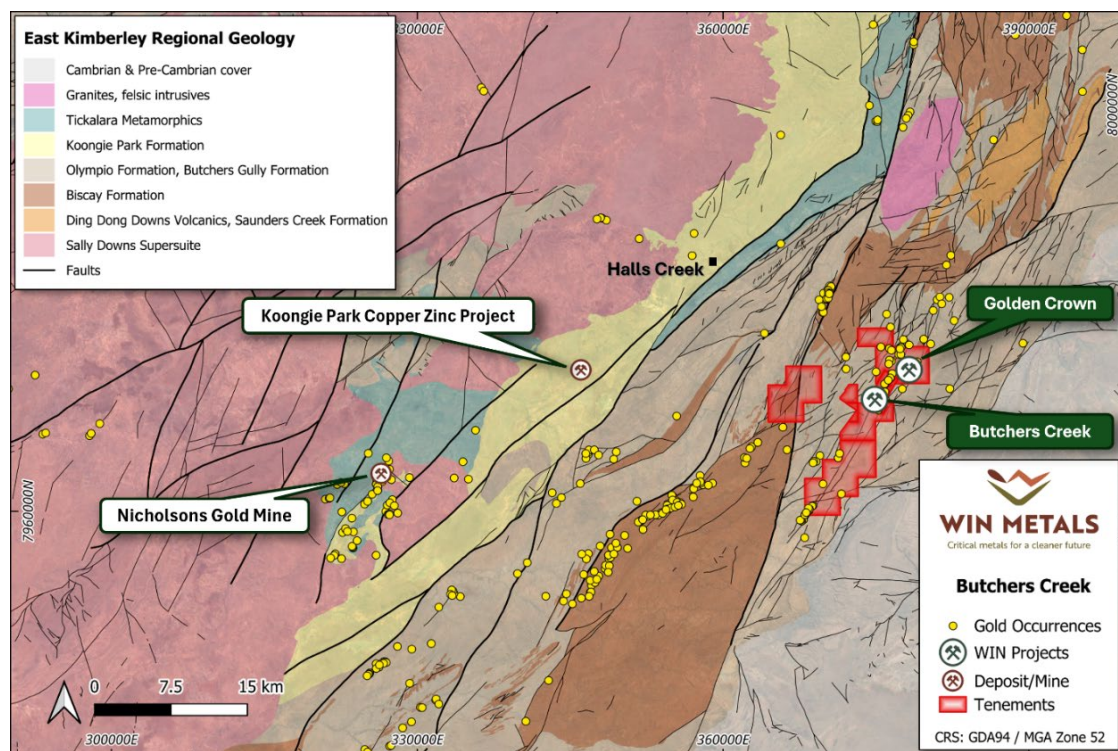 330000E
360000E
390000E
East Kimberley Regional Geology
Cambrian & Pre-Cambrian cover
Granites, felsic intrusives
Tickalara Metamorphics
Koongie Park Formation
Olympio Formation, Butchers Gully Formation
Biscay Formation
Ding Dong Downs Volcanics, Saunders Creek Formation
Sally Downs Supersuite
Faults
8000000N
Halls Creek
Golden Crown
Koongie Park Copper Zinc Project
Butchers Creek
Nicholsons Gold Mine
7960000N
WIN METALS
Critical metals for a cleaner future
Butchers Creek
Gold Occurrences
WIN Projects
Deposit/Mine
Tenements
CRS: GDA94 / MGA Zone 52
0 7.5 15 km
300000E
330000E
360000E